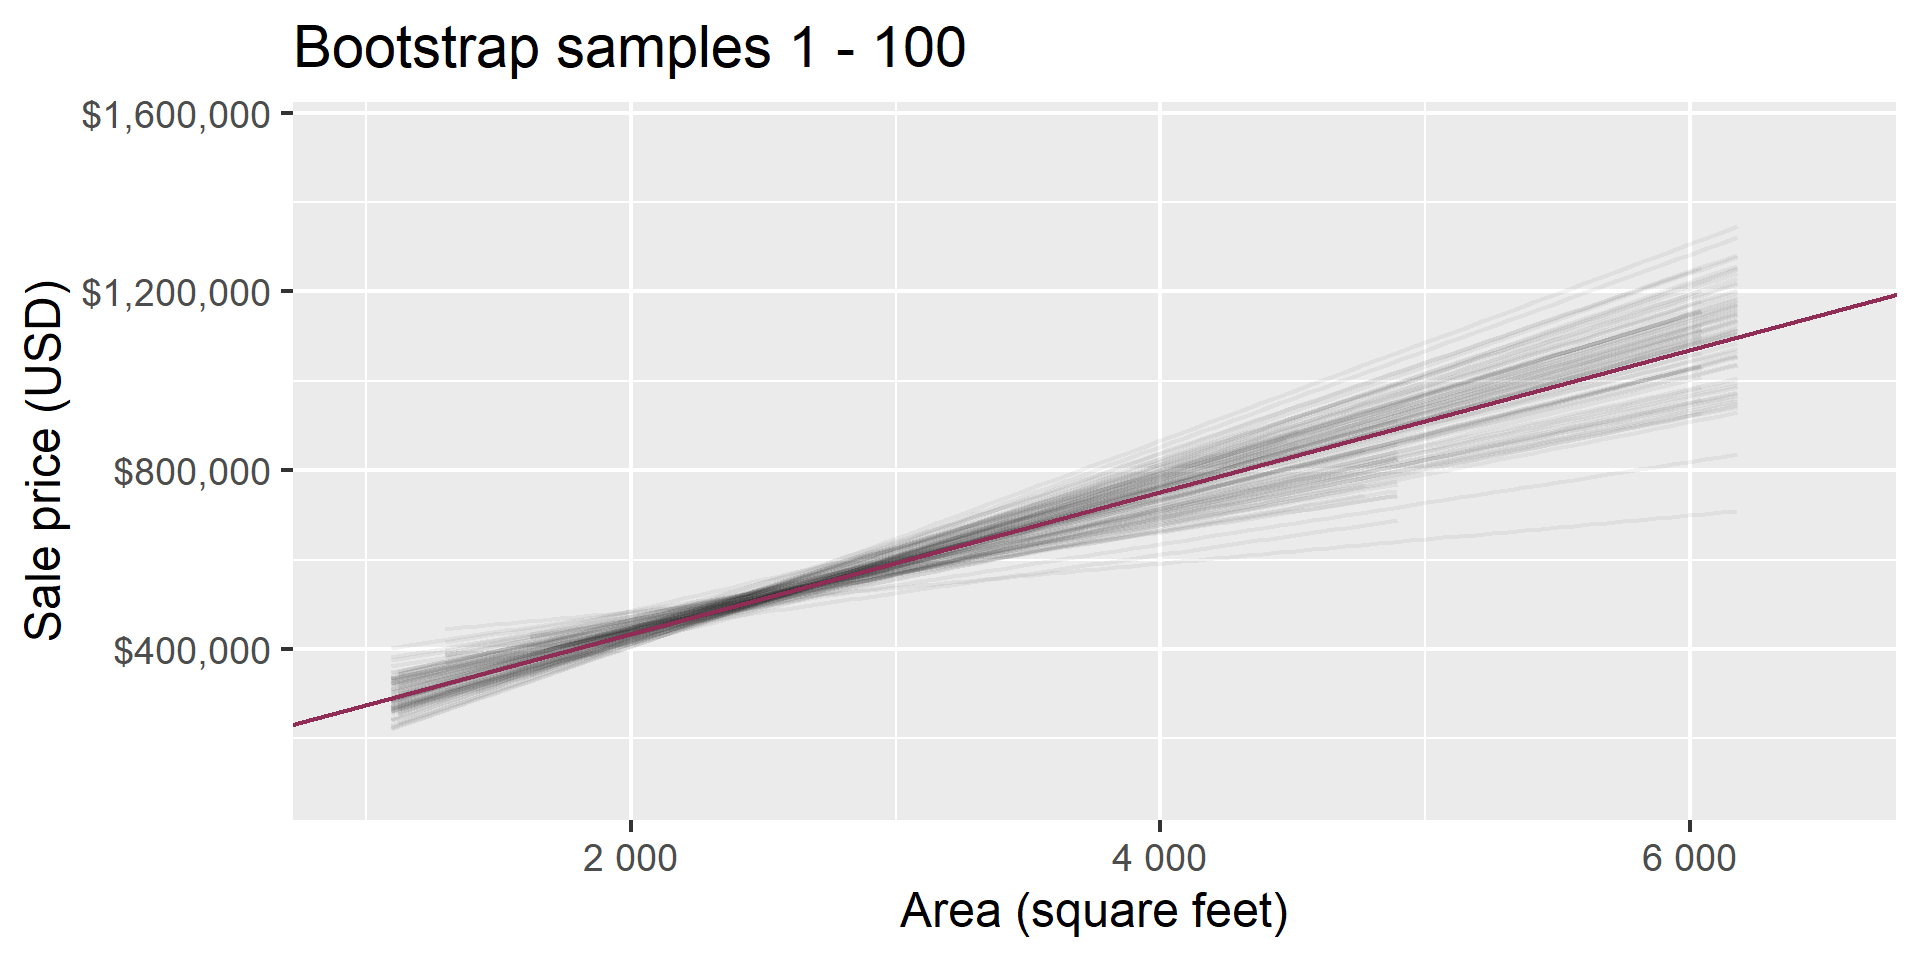 Bootstrap samples 1 - 100
$1,600,000
$1,200,000
$800,000
$400,000
Sale price (USD)
2 000
4 000
6 000
Area (square feet)